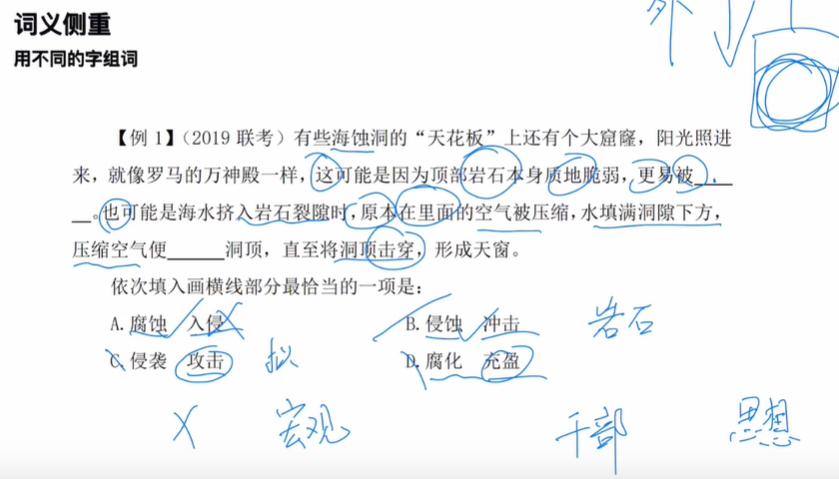 词义侧重
用不同的字组词
外
【例 1】（2019 联考）有些海蚀洞的“天花板”上还有个大窟窿，阳光照进
来，就像罗马的万神殿一样，这可能是因为顶部岩石本身质地脆弱，更易被____
__。也可能是海水挤入岩石裂隙时，原本在里面的空气被压缩，水填满洞隙下方，
压缩空气便______洞顶，直至将洞顶击穿，形成天窗。
依次填入画横线部分最恰当的一项是：
A. 腐蚀 入侵 B. 侵蚀 冲击 岩石
C. 侵袭 攻击 拟 D. 腐化 充盈
宏观 干部 思想